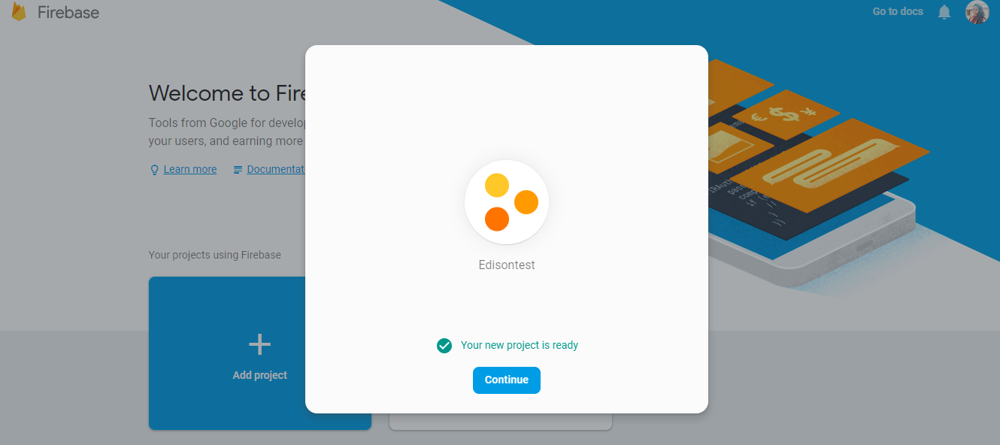 Firebase
Go to docs
Welcome to Fire
Tools from Google for develop
your users, and earning more
Learn more
Documentat
Your projects using Firebase
Add project
Edisontest
Your new project is ready
Continue